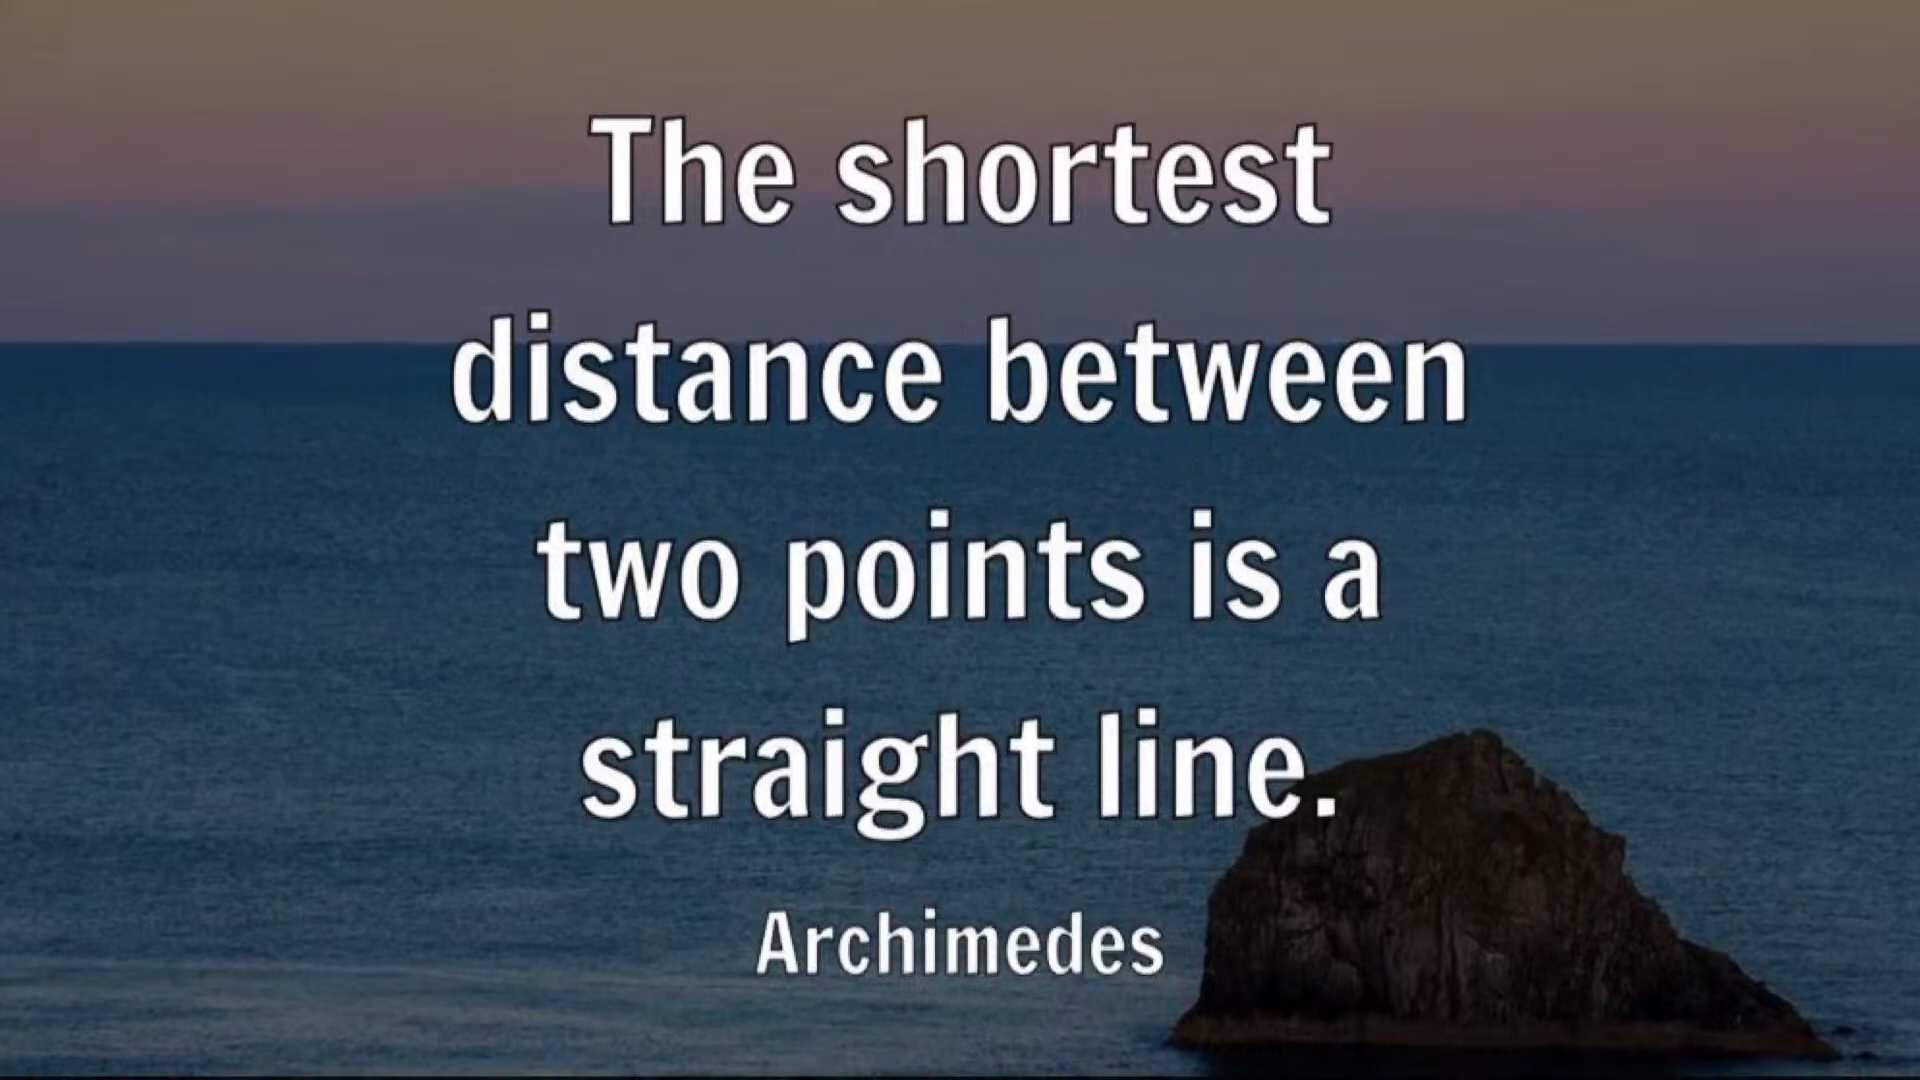 The shortest
distance between
two points is a
straight line.
Archimedes